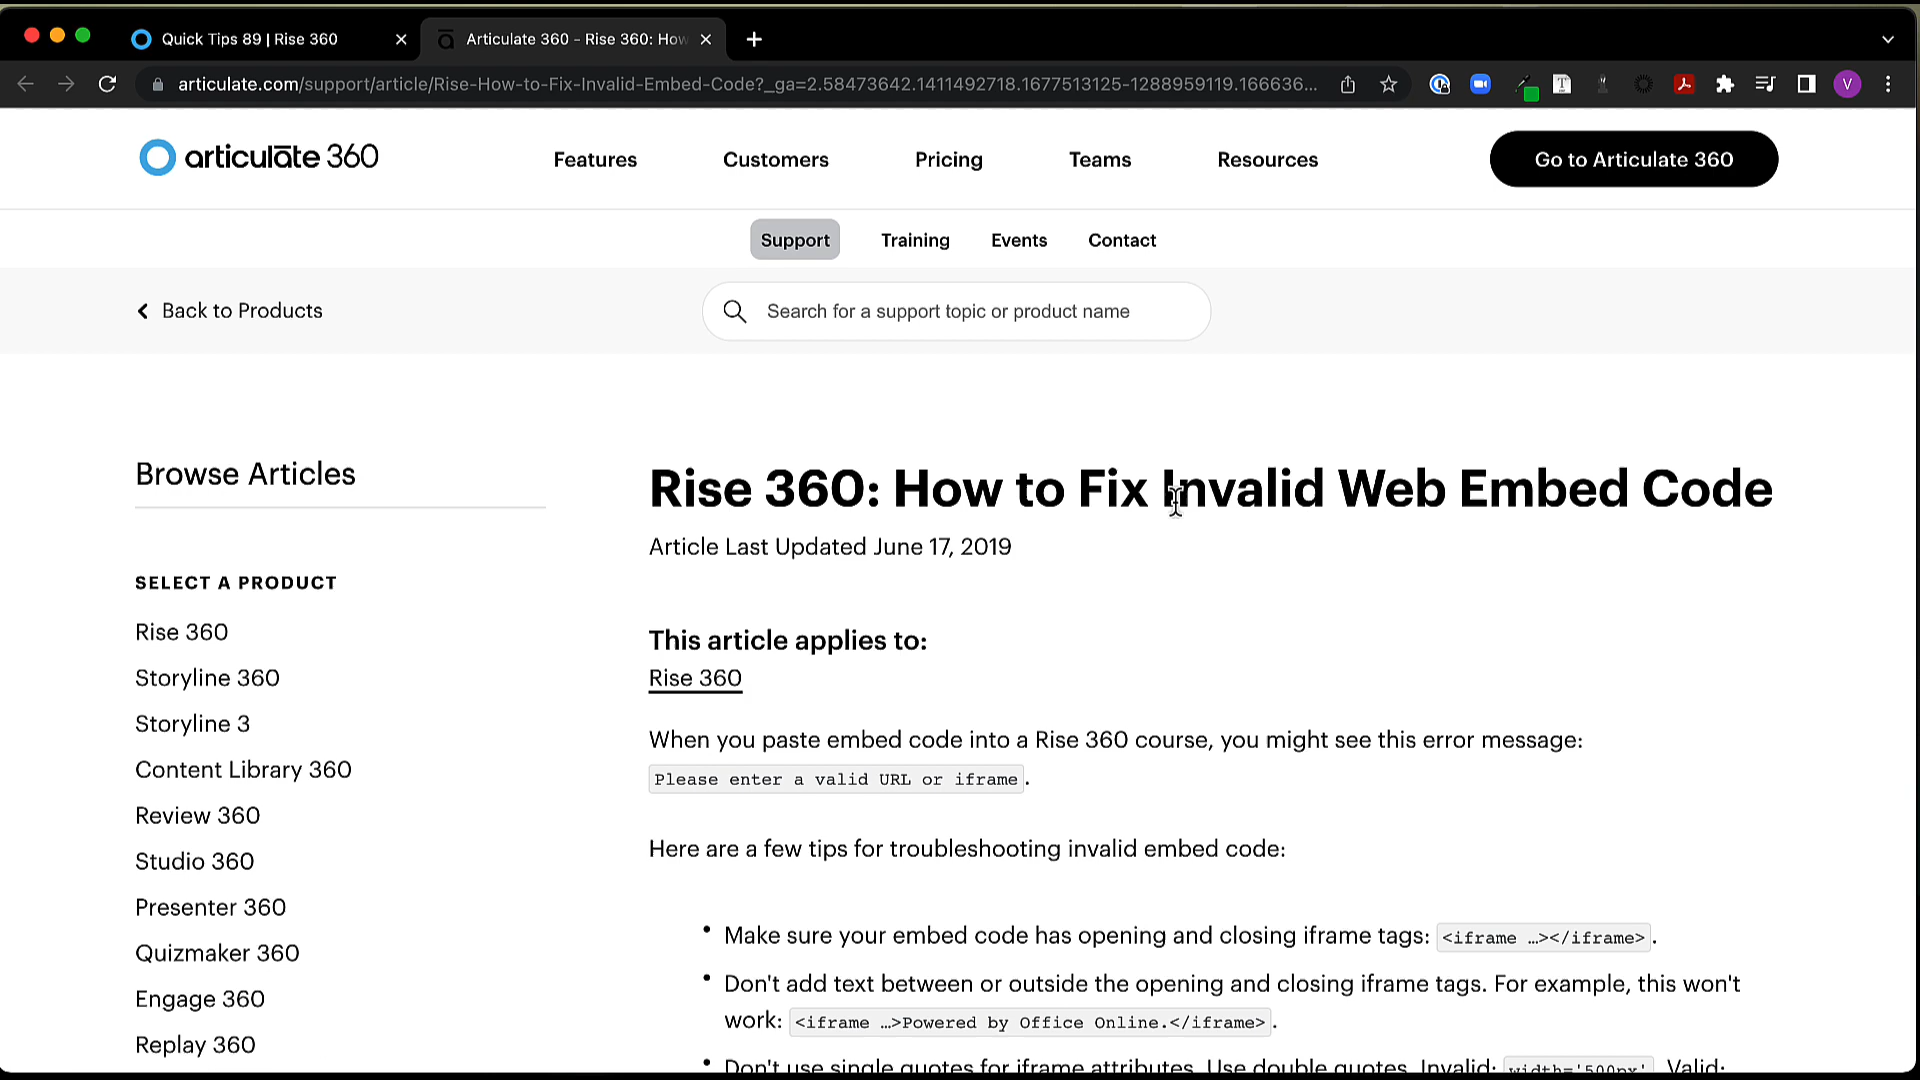 Quick Tips 89 | Rise 360
Articulate 360 - Rise 360: How
articulate.com/support/article/Rise-How-to-Fix-Invalid-Embed-Code?_ga=2.58473642.1411492718.1677513125-1288959119.166636...
V
articulāte 360
Features
Customers
Pricing
Teams
Resources
Go to Articulate 360
Support
Training
Events
Contact
Back to Products
Search for a support topic or product name
Browse Articles
SELECT A PRODUCT
Rise 360
Storyline 360
Storyline 3
Content Library 360
Review 360
Studio 360
Presenter 360
Quizmaker 360
Engage 360
Replay 360
Rise 360: How to Fix Invalid Web Embed Code
Article Last Updated June 17, 2019
This article applies to:
Rise 360
When you paste embed code into a Rise 360 course, you might see this error message:
Please enter a valid URL or iframe.
Here are a few tips for troubleshooting invalid embed code:
• Make sure your embed code has opening and closing iframe tags: <iframe …></iframe>.
• Don't add text between or outside the opening and closing iframe tags. For example, this won't
work: <iframe …>Powered by Office Online.</iframe>.
• Don't use single quotes for iframe attributes. Use double quotes. Invalid: width='500px'. Valid: